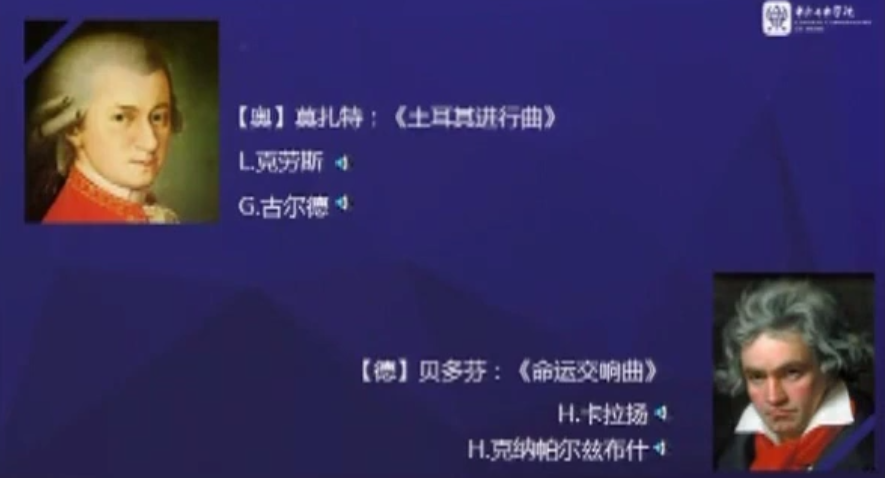 【奥】莫扎特：《土耳其进行曲》
L.克劳斯
G.古尔德
【德】贝多芬：《命运交响曲》
H.卡拉扬
H.克纳帕尔兹布什